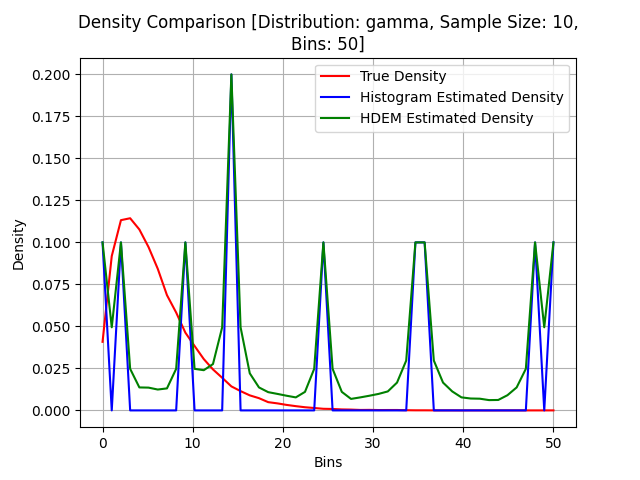 Density Comparison [Distribution: gamma, Sample Size: 10,
Bins: 50]
True Density
Histogram Estimated Density
HDEM Estimated Density
Density
0.200
0.175
0.150
0.125
0.100
0.075
0.050
0.025
0.000
0 10 20 30 40 50
Bins